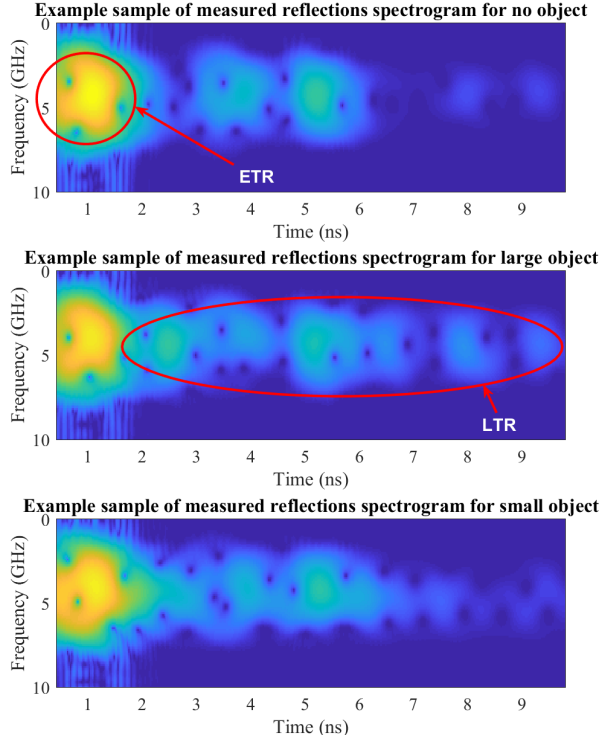 Example sample of measured reflections spectrogram for no object
Frequency (GHz)
0
5
10
ETR
1 2 3 4 5 6 7 8 9
Time (ns)
Example sample of measured reflections spectrogram for large object
Frequency (GHz)
0
5
10
LTR
1 2 3 4 5 6 7 8 9
Time (ns)
Example sample of measured reflections spectrogram for small object
Frequency (GHz)
0
5
10
1 2 3 4 5 6 7 8 9
Time (ns)